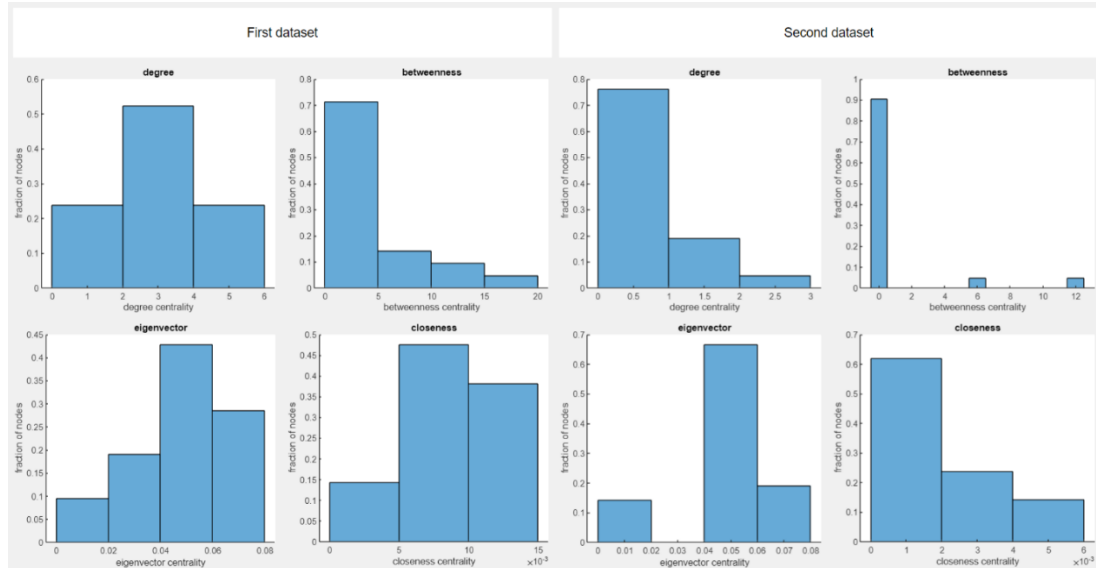 First dataset
Second dataset
degree
0.6
0.5
0.4
0.3
0.2
0.1
0
fraction of nodes
0 1 2 3 4 5 6
degree centrality
betweenness
0.8
0.7
0.6
0.5
0.4
0.3
0.2
0.1
0
fraction of nodes
0 5 10 15 20
betweenness centrality
degree
0.8
0.7
0.6
0.5
0.4
0.3
0.2
0.1
0
fraction of nodes
0 0.5 1 1.5 2 2.5 3
degree centrality
betweenness
1
0.9
0.8
0.7
0.6
0.5
0.4
0.3
0.2
0.1
0
fraction of nodes
0 2 4 6 8 10 12
betweenness centrality
eigenvector
0.45
0.4
0.35
0.3
0.25
0.2
0.15
0.1
0.05
0
fraction of nodes
0 0.02 0.04 0.06 0.08
eigenvector centrality
closeness
0.5
0.45
0.4
0.35
0.3
0.25
0.2
0.15
0.1
0.05
0
fraction of nodes
0 5 10 15
closeness centrality
×10⁻³
eigenvector
0.7
0.6
0.5
0.4
0.3
0.2
0.1
0
fraction of nodes
0 0.01 0.02 0.03 0.04 0.05 0.06 0.07 0.08
eigenvector centrality
closeness
0.7
0.6
0.5
0.4
0.3
0.2
0.1
0
fraction of nodes
0 1 2 3 4 5 6
closeness centrality
×10⁻³